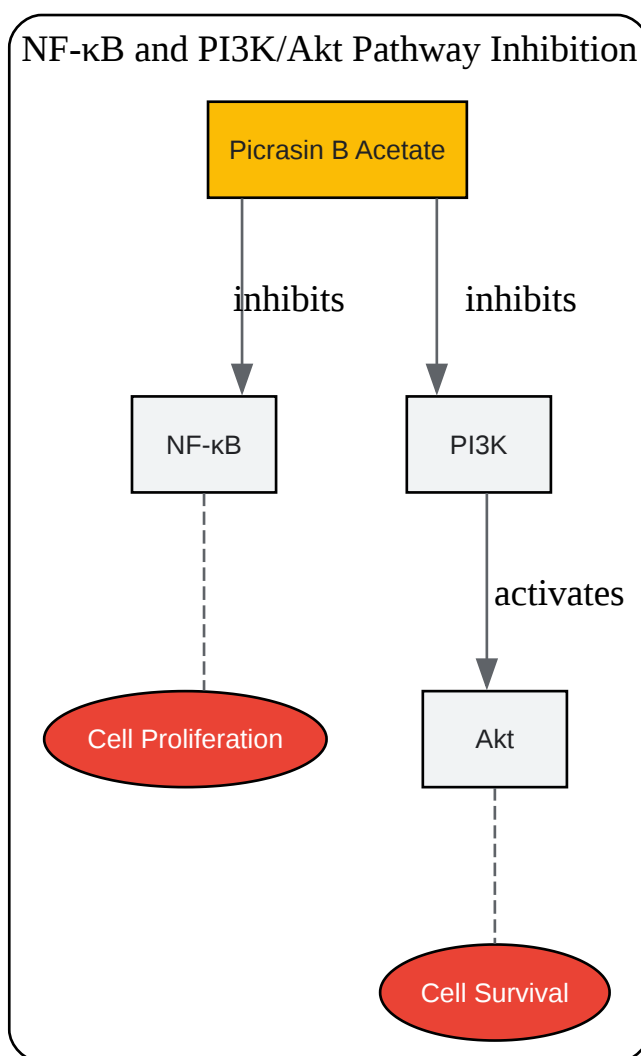 NF-κB and PI3K/Akt Pathway Inhibition
Picrasin B Acetate
inhibits
inhibits
NF-κB
PI3K
activates
Cell Proliferation
Akt
Cell Survival